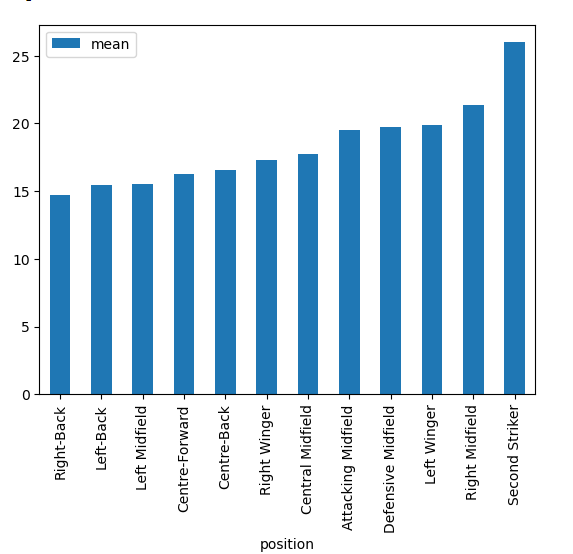 mean
25
20
15
10
5
0
Right-Back
Left-Back
Left Midfield
Centre-Forward
Centre-Back
Right Winger
Central Midfield
Attacking Midfield
Defensive Midfield
Left Winger
Right Midfield
Second Striker
position